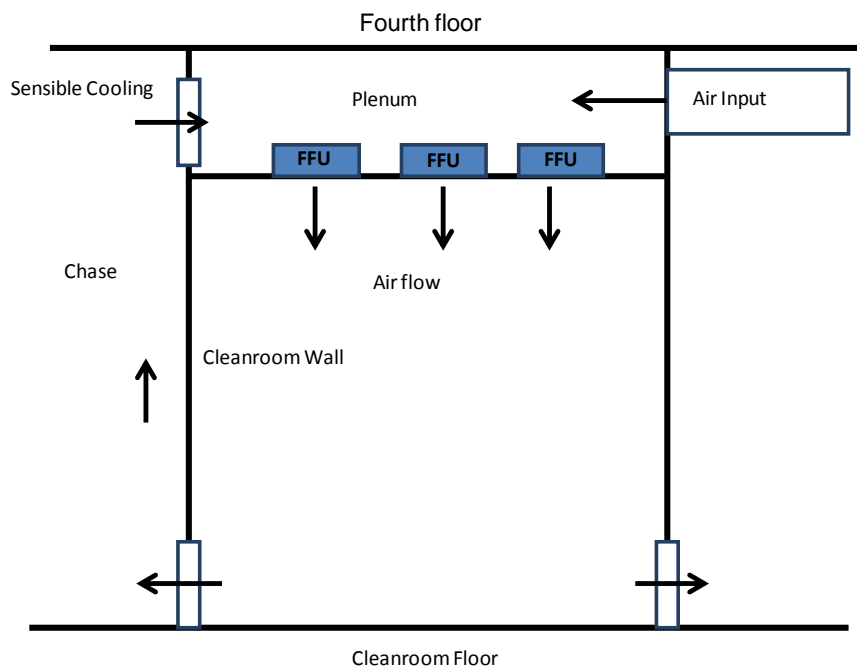 Fourth floor
Sensible Cooling
Plenum
Air Input
FFU
FFU
FFU
Chase
Air flow
Cleanroom Wall
Cleanroom Floor